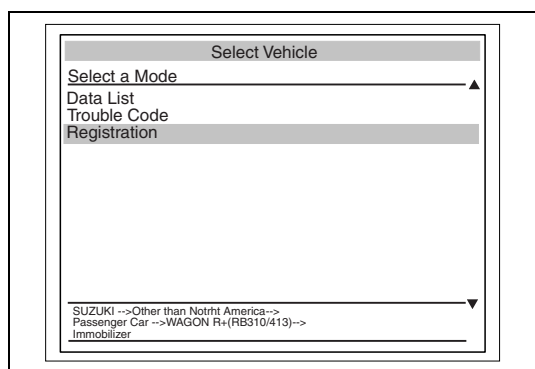 Select Vehicle
Select a Mode
Data List
Trouble Code
Registration
SUZUKI -->Other than Notrht America-->
Passenger Car -->WAGON R+(RB310/413)-->
Immobilizer